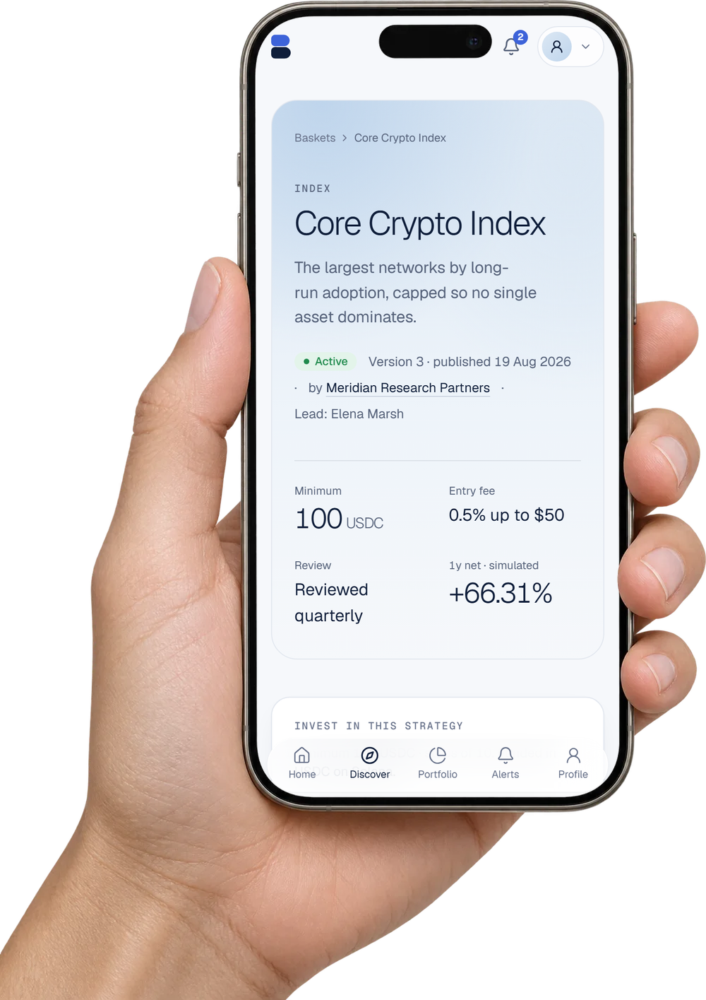 2
Baskets > Core Crypto Index
INDEX
Core Crypto Index
The largest networks by long-
run adoption, capped so no single
asset dominates.
Active Version 3 · published 19 Aug 2026
· by Meridian Research Partners ·
Lead: Elena Marsh
Minimum Entry fee
100 USDC 0.5% up to $50
Review 1y net · simulated
Reviewed +66.31%
quarterly
INVEST IN THIS STRATEGY
USDC on
Home Discover Portfolio Alerts Profile